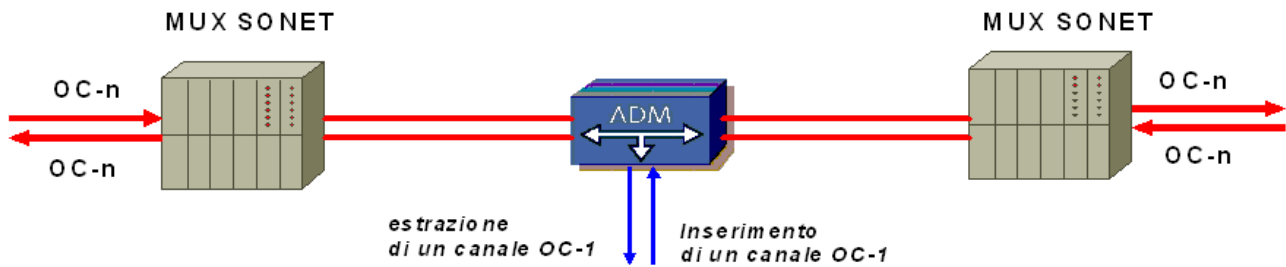 MUX SONET
MUX SONET
OC-n
OC-n
ADM
OC-n
OC-n
estrazione
di un canale OC-1
Inserimento
di un canale OC-1